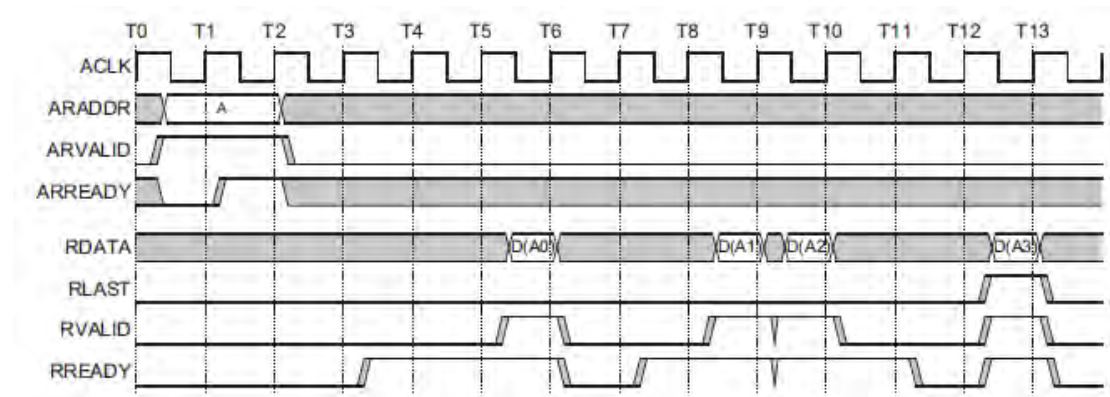 T0 T1 T2 T3 T4 T5 T6 T7 T8 T9 T10 T11 T12 T13
ACLK
ARADDR A
ARVALID
ARREADY
RDATA D(A0) D(A1) D(A2) D(A3)
RLAST
RVALID
RREADY